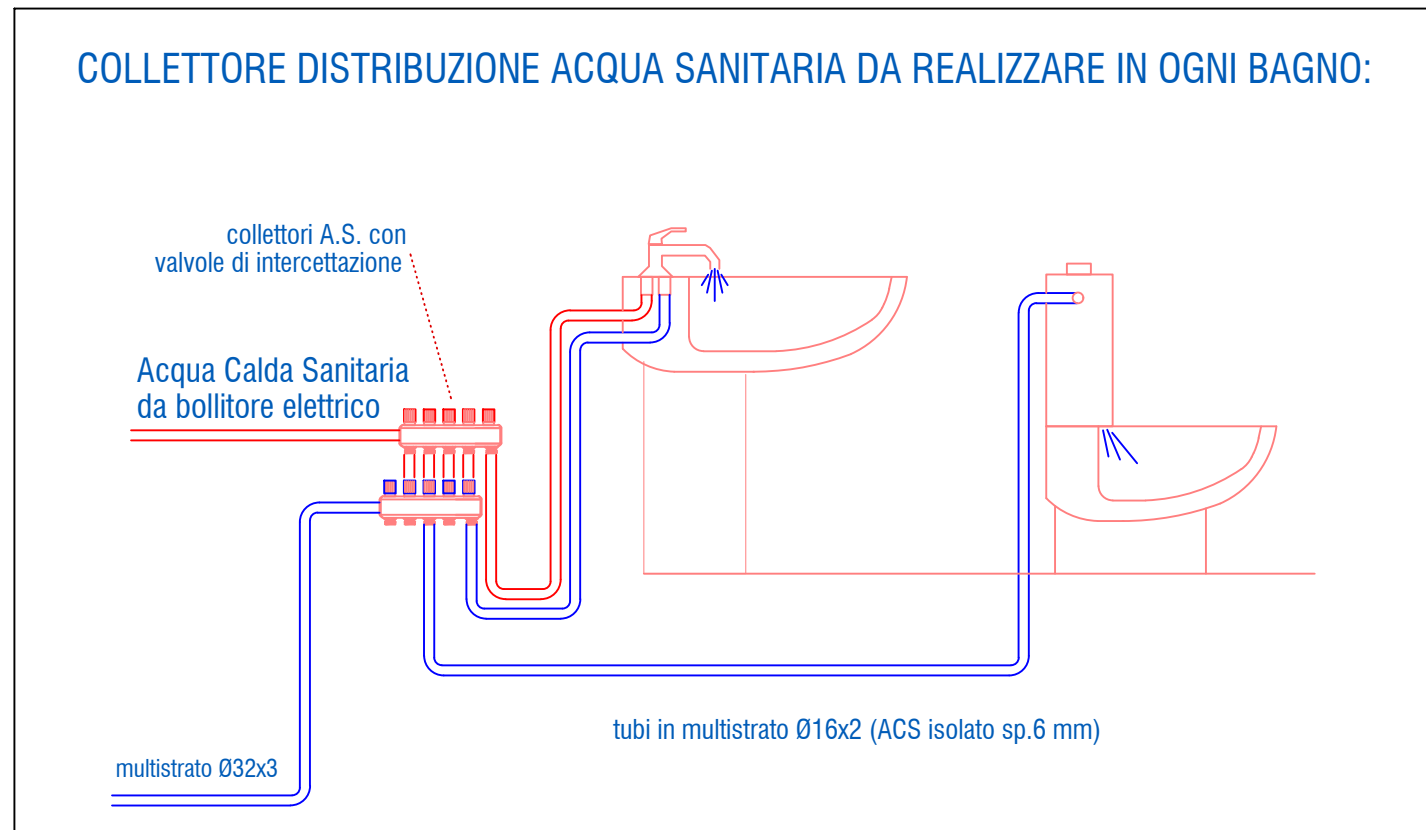 COLLETTORE DISTRIBUZIONE ACQUA SANITARIA DA REALIZZARE IN OGNI BAGNO:
collettori A.S. con
valvole di intercettazione
Acqua Calda Sanitaria
da bollitore elettrico
tubi in multistrato Ø16x2 (ACS isolato sp.6 mm)
multistrato Ø32x3